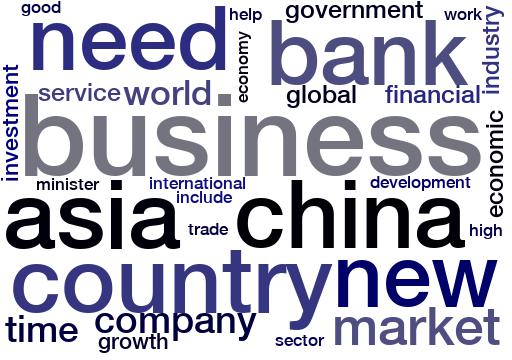 good
help
government
work
need
bank
industry
economy
investment
service
world
global
financial
business
economic
minister
international
development
include
asia
china
trade
high
country
new
time
company
market
growth
sector